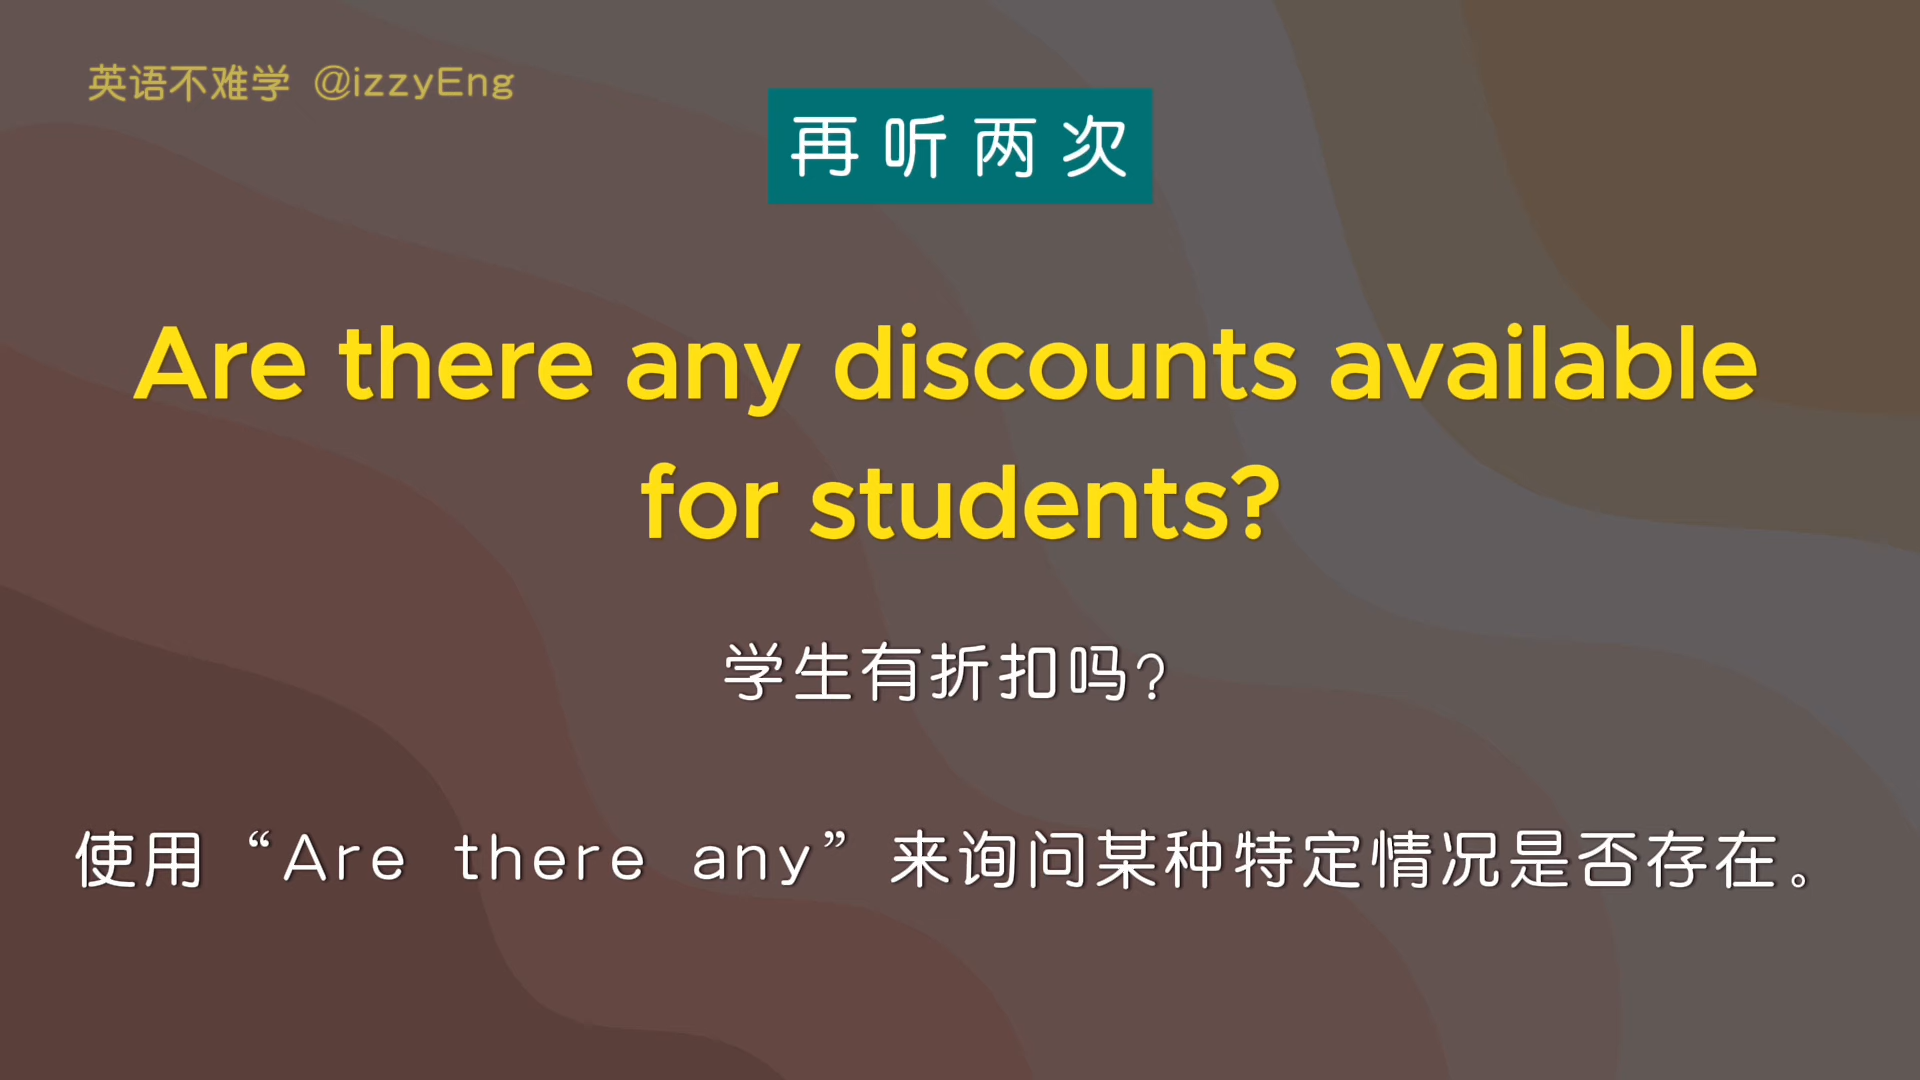 英语不难学 @izzyEng
再听两次
Are there any discounts available
for students?
学生有折扣吗？
使用“Are there any”来询问某种特定情况是否存在。